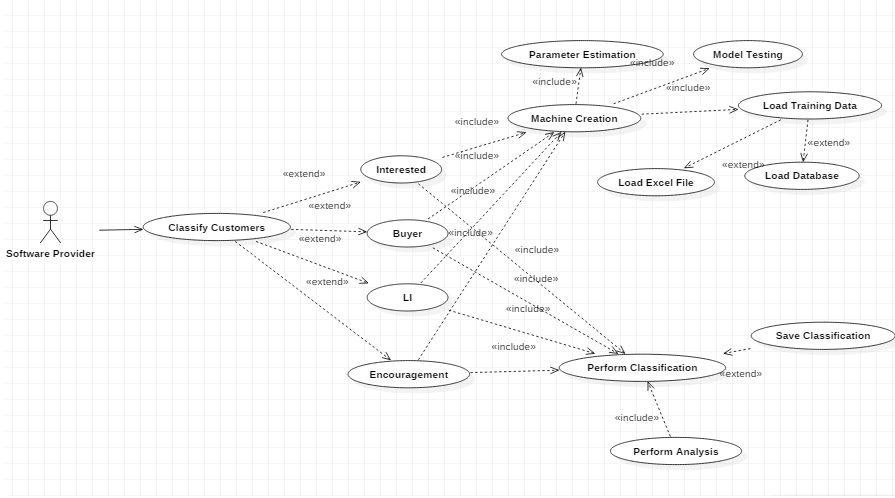 Parameter Estimation
Model Testing
«include»
«include»
«include»
Load Training Data
Machine Creation
«include»
«extend»
«include»
Interested
«extend»
Load Excel File
Load Database
«extend»
«include»
«extend»
Classify Customers
Buyer
«include»
«extend»
Software Provider
«include»
«include»
«extend»
LI
«include»
Save Classification
«include»
Encouragement
Perform Classification
«extend»
«include»
Perform Analysis